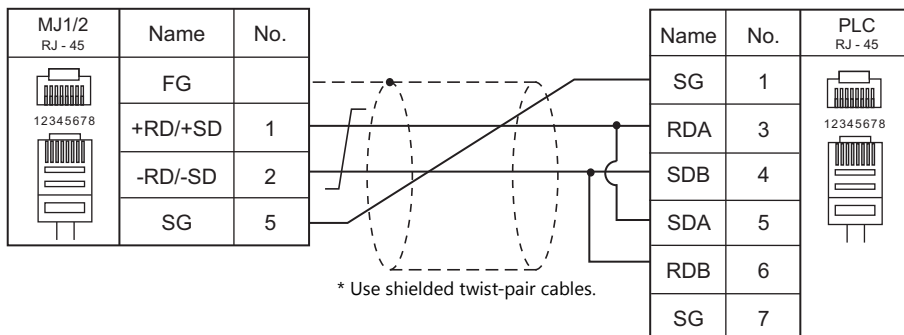 MJ1/2 Name No.
RJ - 45
FG
12345678
+RD/+SD 1
-RD/-SD 2
SG 5
* Use shielded twist-pair cables.
Name No. PLC
RJ - 45
SG 1
12345678
RDA 3
SDB 4
SDA 5
RDB 6
SG 7